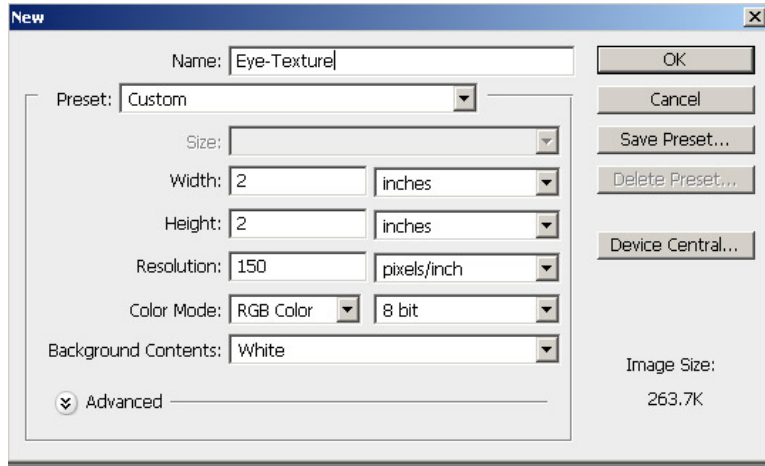 New
Name: Eye-Texture
OK
Preset: Custom
Cancel
Size:
Save Preset...
Width: 2 inches
Delete Preset...
Height: 2 inches
Device Central...
Resolution: 150 pixels/inch
Color Mode: RGB Color 8 bit
Background Contents: White
Image Size:
263.7K
Advanced